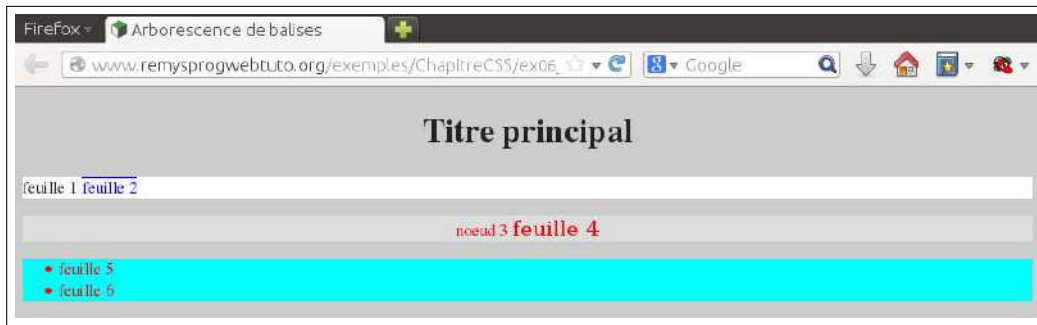 Firefox Arborescence de balises
www.remysprogwebtuto.org/exemples/ChapitreCSS/ex06_ Google
Titre principal
feuille 1 feuille 2
noeud 3 feuille 4
feuille 5
feuille 6